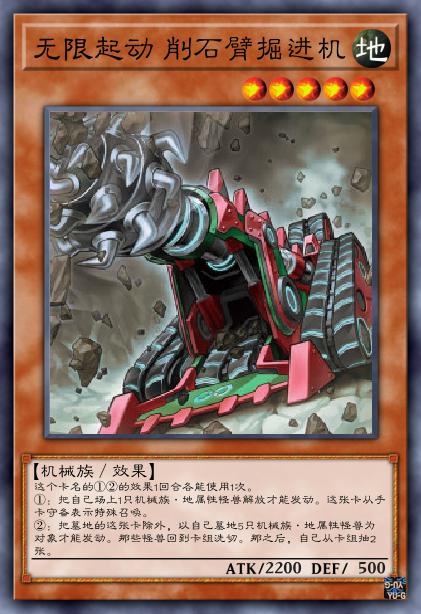 无限起动 削石臂掘进机
地
【机械族／效果】
这个卡名的①②的效果1回合各能使用1次。
①：把自己场上1只机械族・地属性怪兽解放才能发动。这张卡从手
卡守备表示特殊召唤。
②：把墓地的这张卡除外，以自己墓地5只机械族・地属性怪兽为
对象才能发动。那些怪兽回到卡组洗切。那之后，自己从卡组抽2
张。
ATK/2200 DEF/ 500